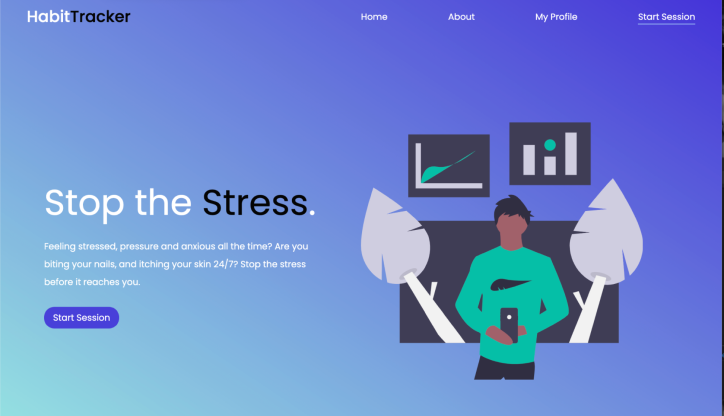 HabitTracker
Home
About
My Profile
Start Session
Stop the Stress.
Feeling stressed, pressure and anxious all the time? Are you
biting your nails, and itching your skin 24/7? Stop the stress
before it reaches you.
Start Session